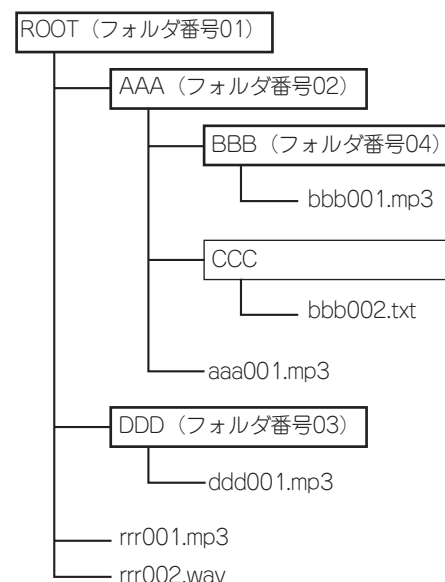 ROOT（フォルダ番号01）
AAA（フォルダ番号02）
BBB（フォルダ番号04）
bbb001.mp3
CCC
bbb002.txt
aaa001.mp3
DDD（フォルダ番号03）
ddd001.mp3
rrr001.mp3
rrr002.wav